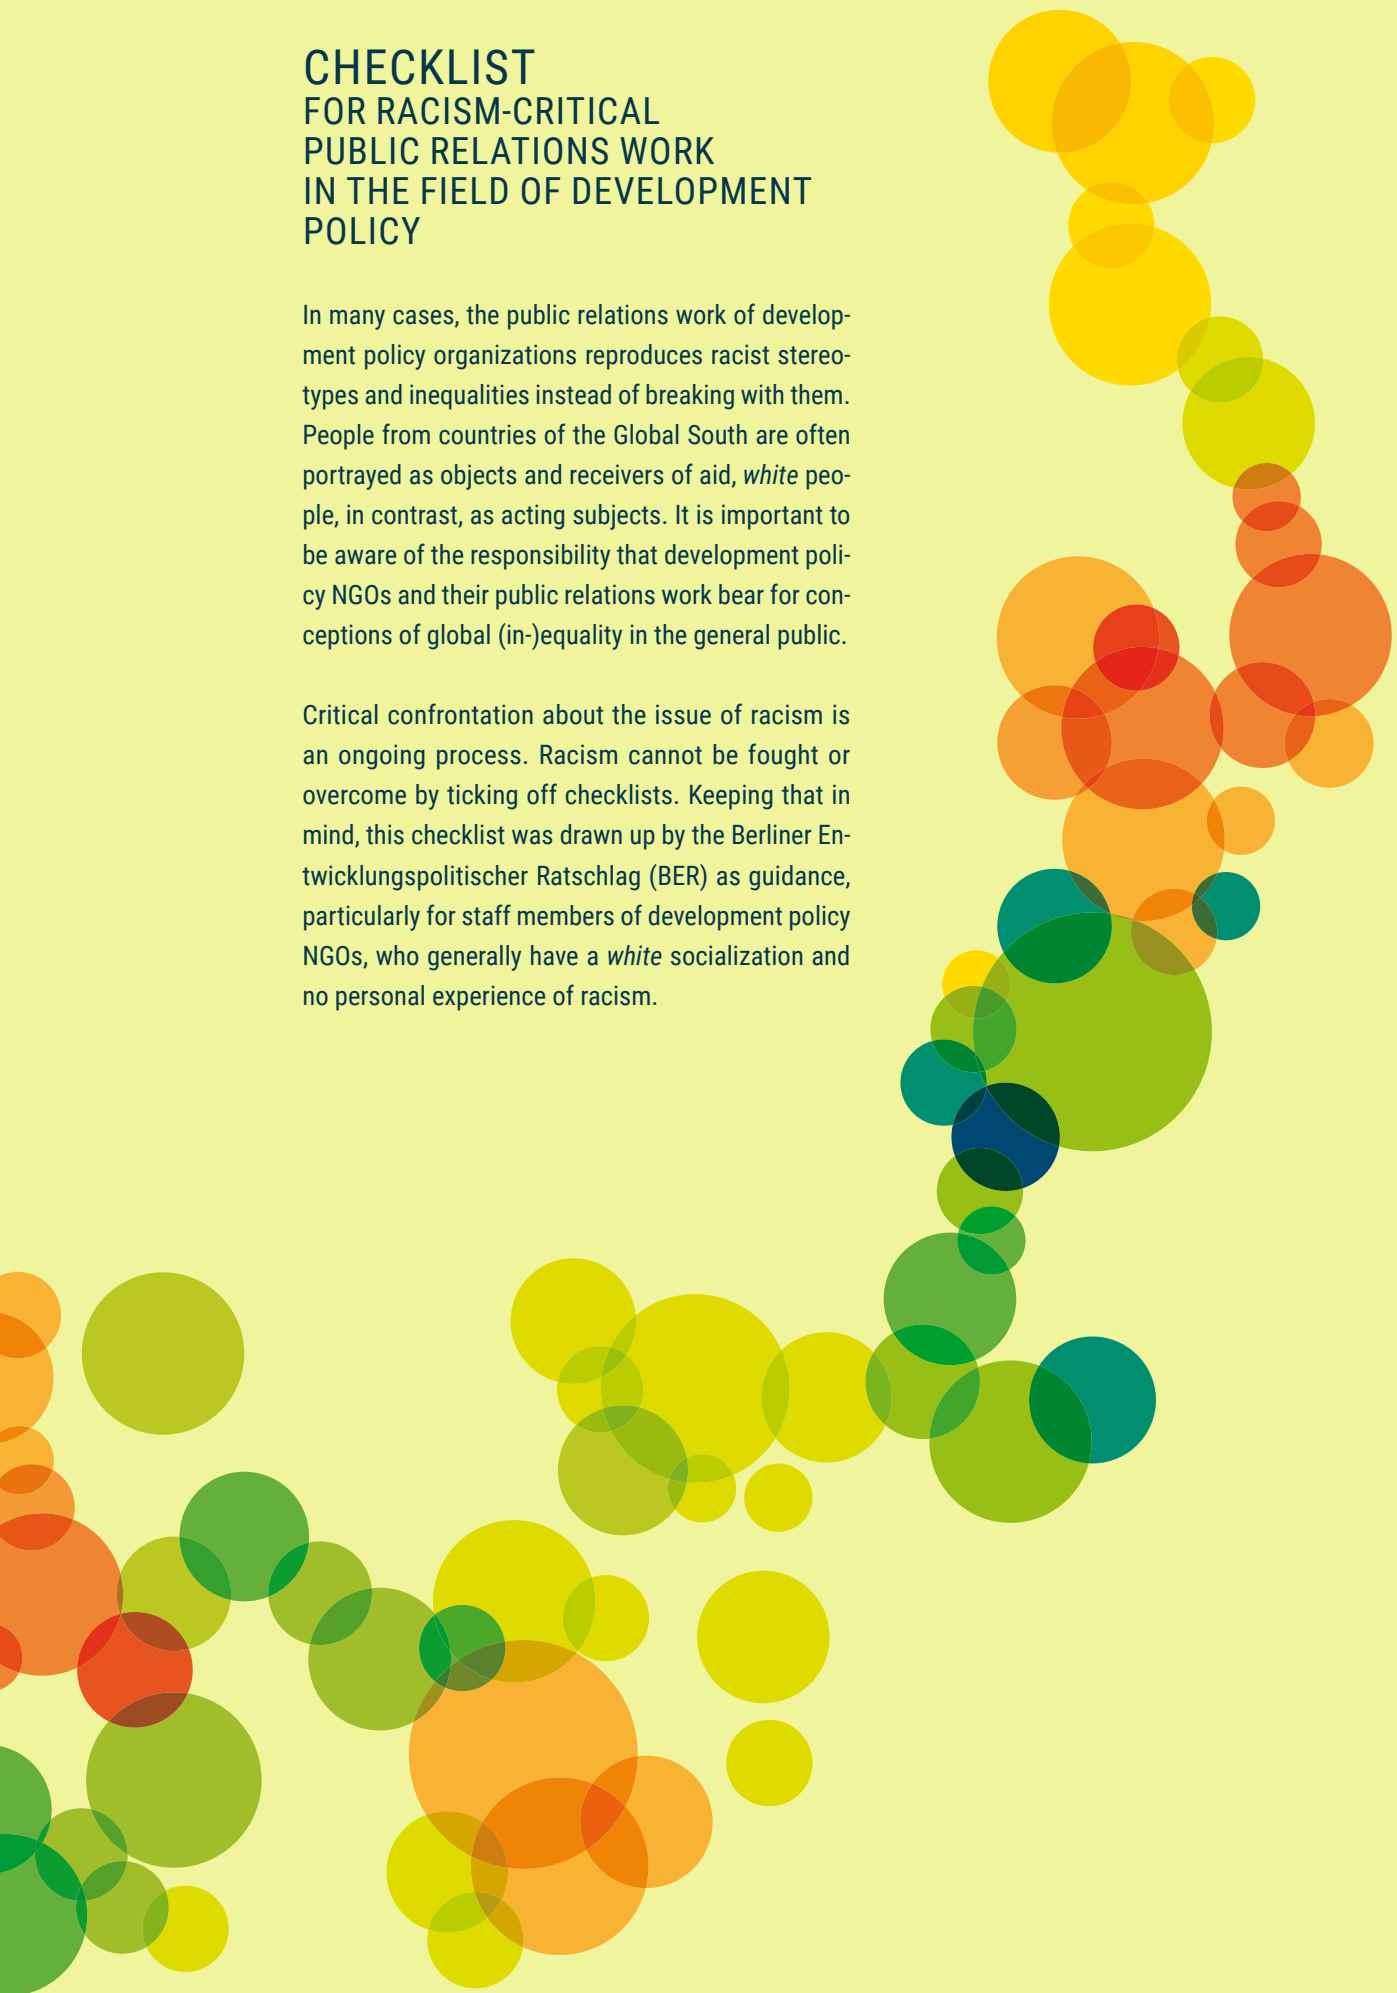 CHECKLIST
FOR RACISM-CRITICAL
PUBLIC RELATIONS WORK
IN THE FIELD OF DEVELOPMENT
POLICY
In many cases, the public relations work of develop-
ment policy organizations reproduces racist stereo-
types and inequalities instead of breaking with them.
People from countries of the Global South are often
portrayed as objects and receivers of aid, white peo-
ple, in contrast, as acting subjects. It is important to
be aware of the responsibility that development poli-
cy NGOs and their public relations work bear for con-
ceptions of global (in-)equality in the general public.
Critical confrontation about the issue of racism is
an ongoing process. Racism cannot be fought or
overcome by ticking off checklists. Keeping that in
mind, this checklist was drawn up by the Berliner En-
twicklungspolitischer Ratschlag (BER) as guidance,
particularly for staff members of development policy
NGOs, who generally have a white socialization and
no personal experience of racism.